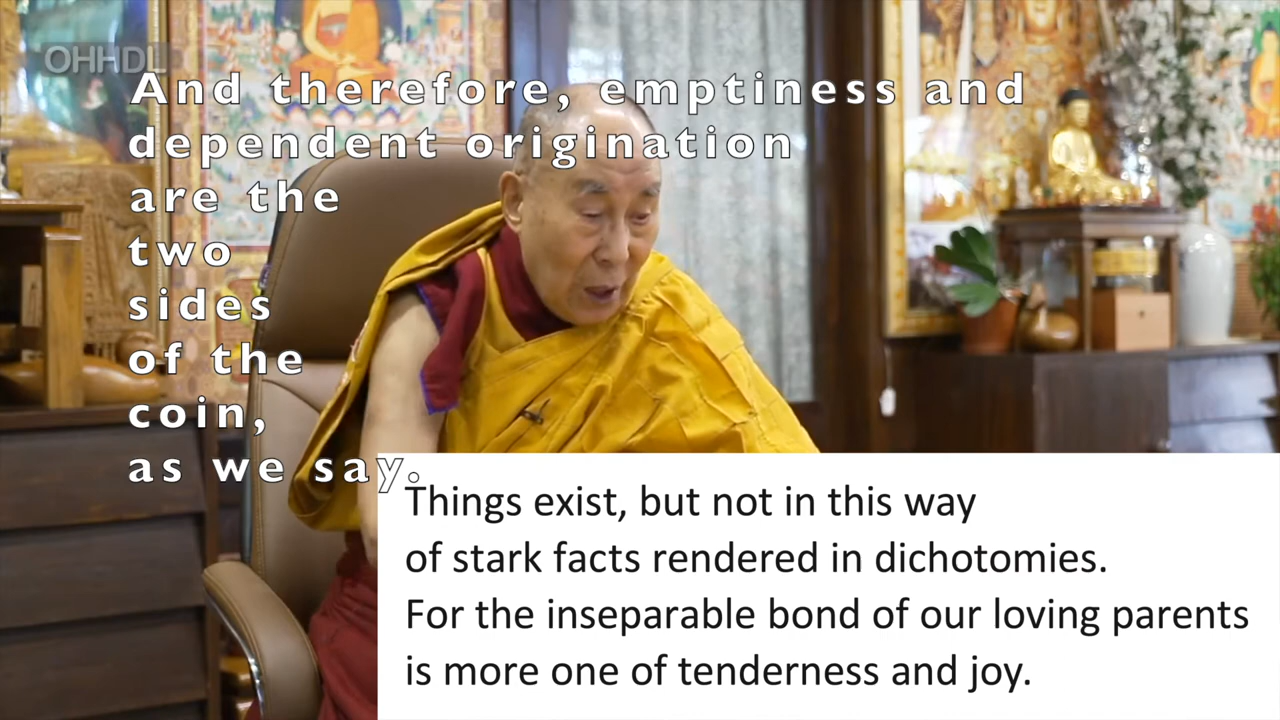 OHHDL
And therefore, emptiness and
dependent origination
are the
two
sides
of the
coin,
as we say.
Things exist, but not in this way
of stark facts rendered in dichotomies.
For the inseparable bond of our loving parents
is more one of tenderness and joy.